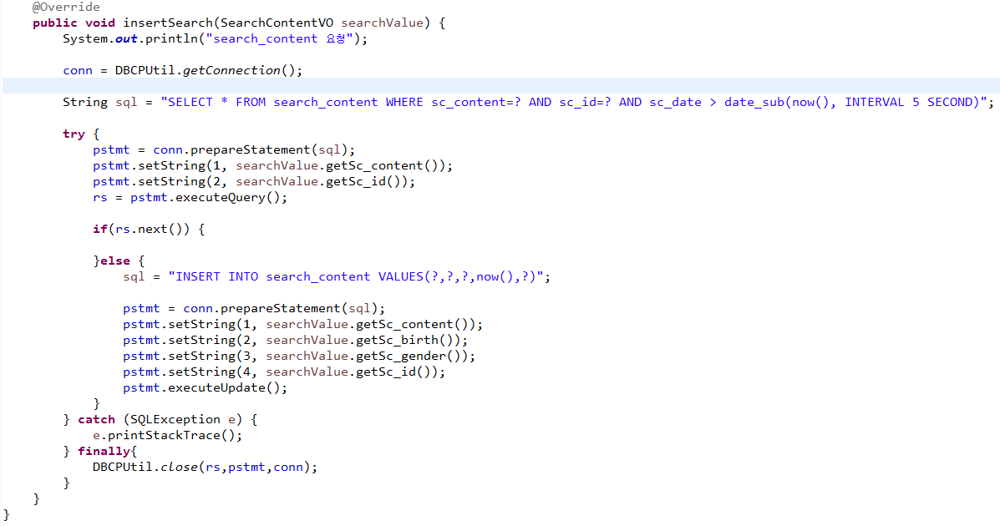 @Override
public void insertSearch(SearchContentVO searchValue) {
System.out.println("search_content 요청");
conn = DBCPUtil.getConnection();
String sql = "SELECT * FROM search_content WHERE sc_content=? AND sc_id=? AND sc_date > date_sub(now(), INTERVAL 5 SECOND)";
try {
pstmt = conn.prepareStatement(sql);
pstmt.setString(1, searchValue.getSc_content());
pstmt.setString(2, searchValue.getSc_id());
rs = pstmt.executeQuery();
if(rs.next()) {
}else {
sql = "INSERT INTO search_content VALUES(?,?,?,now(),?)";
pstmt = conn.prepareStatement(sql);
pstmt.setString(1, searchValue.getSc_content());
pstmt.setString(2, searchValue.getSc_birth());
pstmt.setString(3, searchValue.getSc_gender());
pstmt.setString(4, searchValue.getSc_id());
pstmt.executeUpdate();
}
} catch (SQLException e) {
e.printStackTrace();
} finally{
DBCPUtil.close(rs,pstmt,conn);
}
}
}